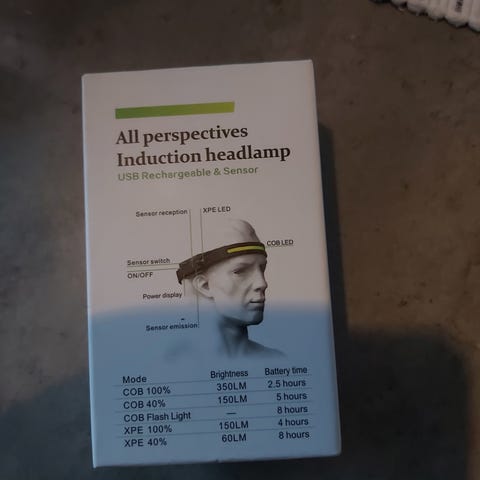 All perspectives
Induction headlamp
USB Rechargeable & Sensor
Sensor reception
XPE LED
COB LED
Sensor switch
ON/OFF
Power display
Sensor emission
Mode Brightness Battery time
COB 100% 350LM 2.5 hours
COB 40% 150LM 5 hours
COB Flash Light — 8 hours
XPE 100% 150LM 4 hours
XPE 40% 60LM 8 hours